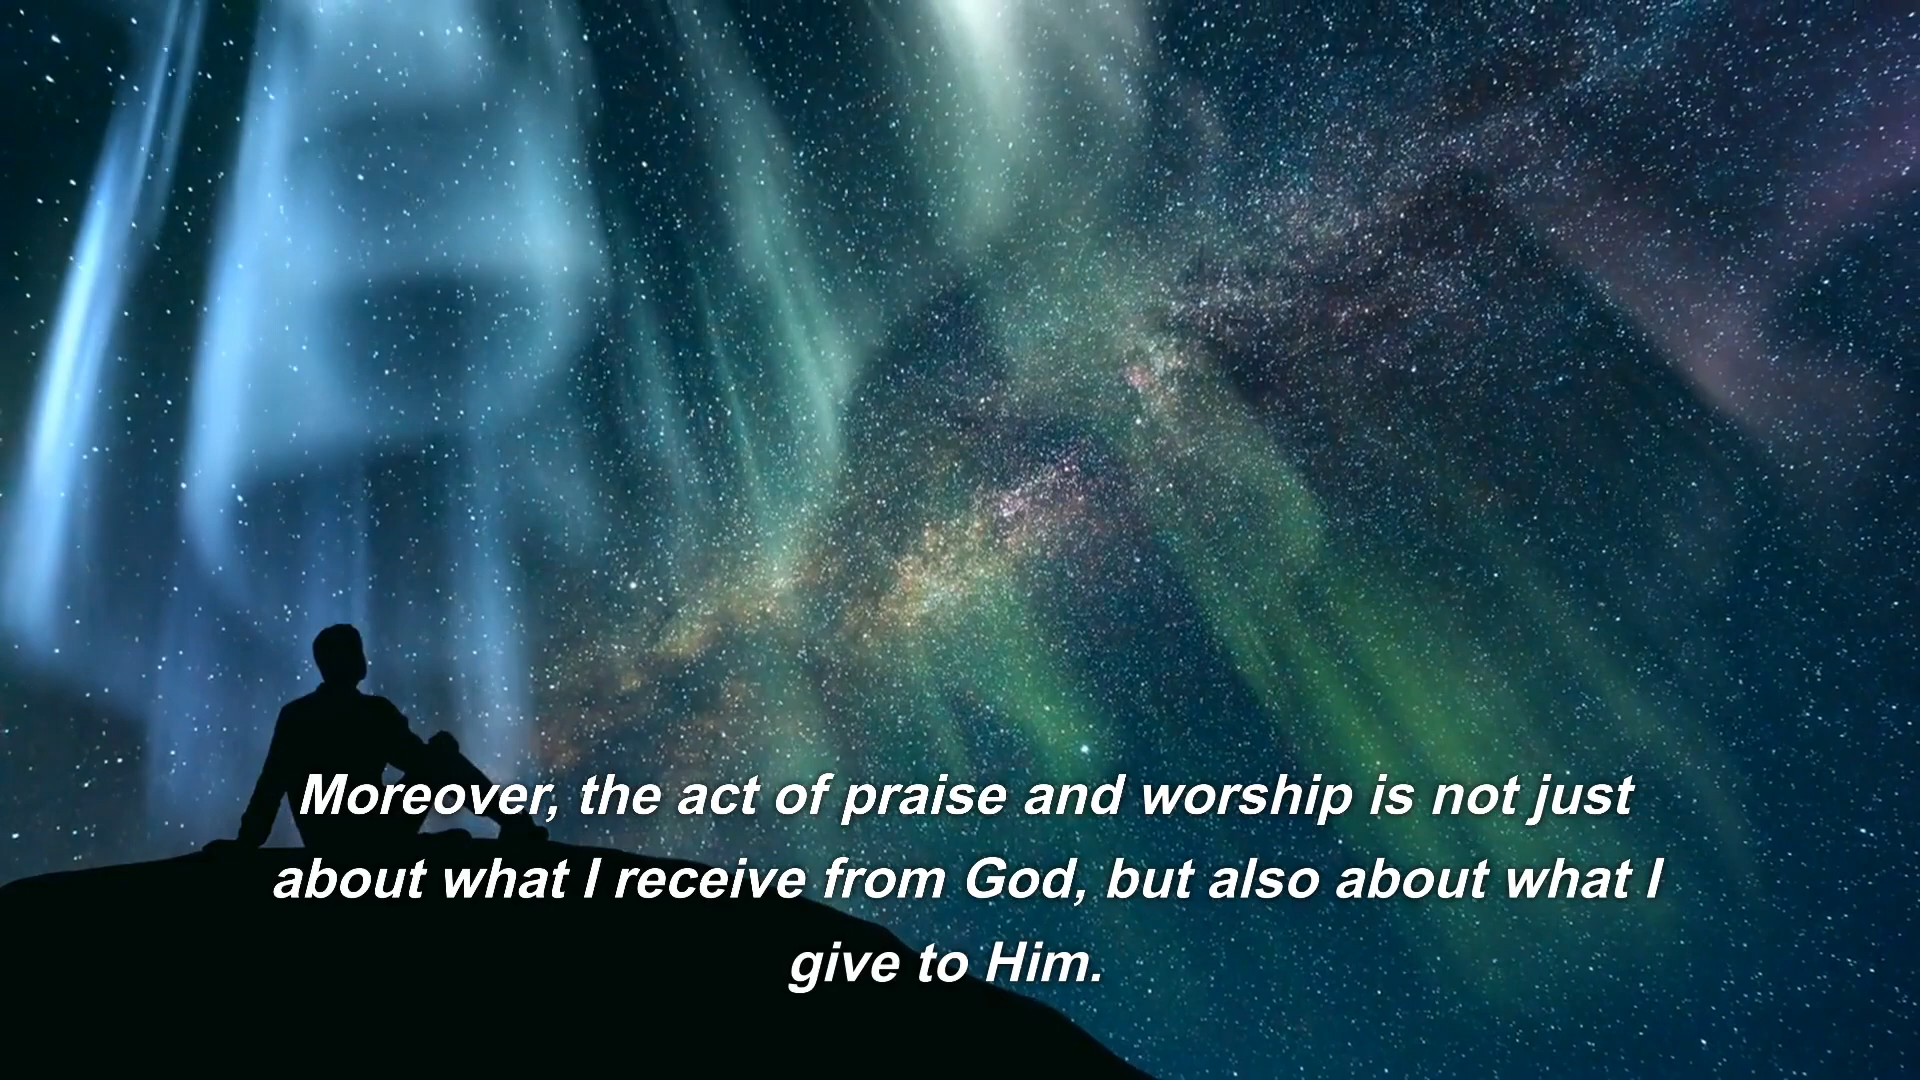 Moreover, the act of praise and worship is not just
about what I receive from God, but also about what I
give to Him.